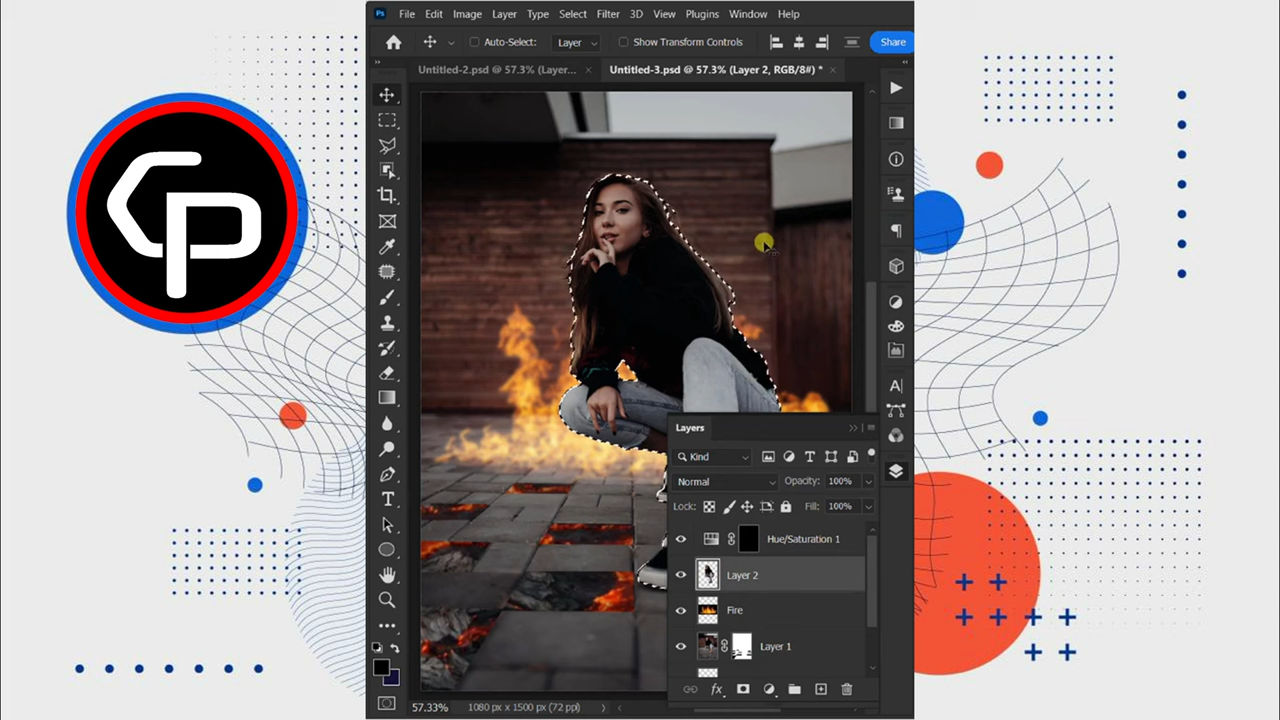 CP
Ps File Edit Image Layer Type Select Filter 3D View Plugins Window Help
Auto-Select: Layer Show Transform Controls Share
Untitled-2.psd @ 57.3% (Layer... × Untitled-3.psd @ 57.3% (Layer 2, RGB/8#) * ×
Layers
Kind
Normal Opacity: 100%
Lock: Fill: 100%
Hue/Saturation 1
Layer 2
Fire
Layer 1
fx
57.33% 1080 px x 1500 px (72 ppi)